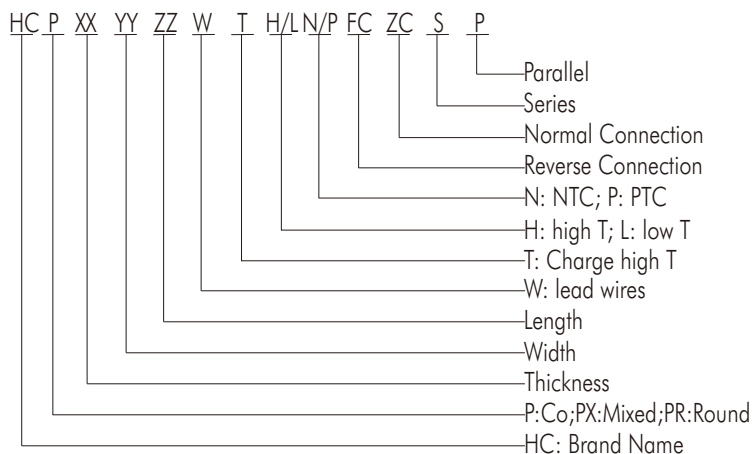 HC P XX YY ZZ W T H/L N/P FC ZC S P
Parallel
Series
Normal Connection
Reverse Connection
N: NTC; P: PTC
H: high T; L: low T
T: Charge high T
W: lead wires
Length
Width
Thickness
P:Co;PX:Mixed;PR:Round
HC: Brand Name